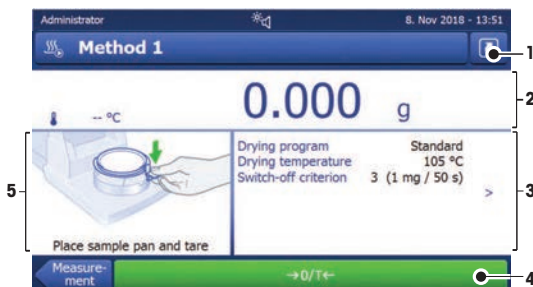 Administrator 8. Nov 2018 - 13:51
Method 1
1
-- °C 0.000 g
2
Drying program Standard
Drying temperature 105 °C
Switch-off criterion 3 (1 mg / 50 s)
>
3
5
Place sample pan and tare
Measure-
ment
→0/T←
4